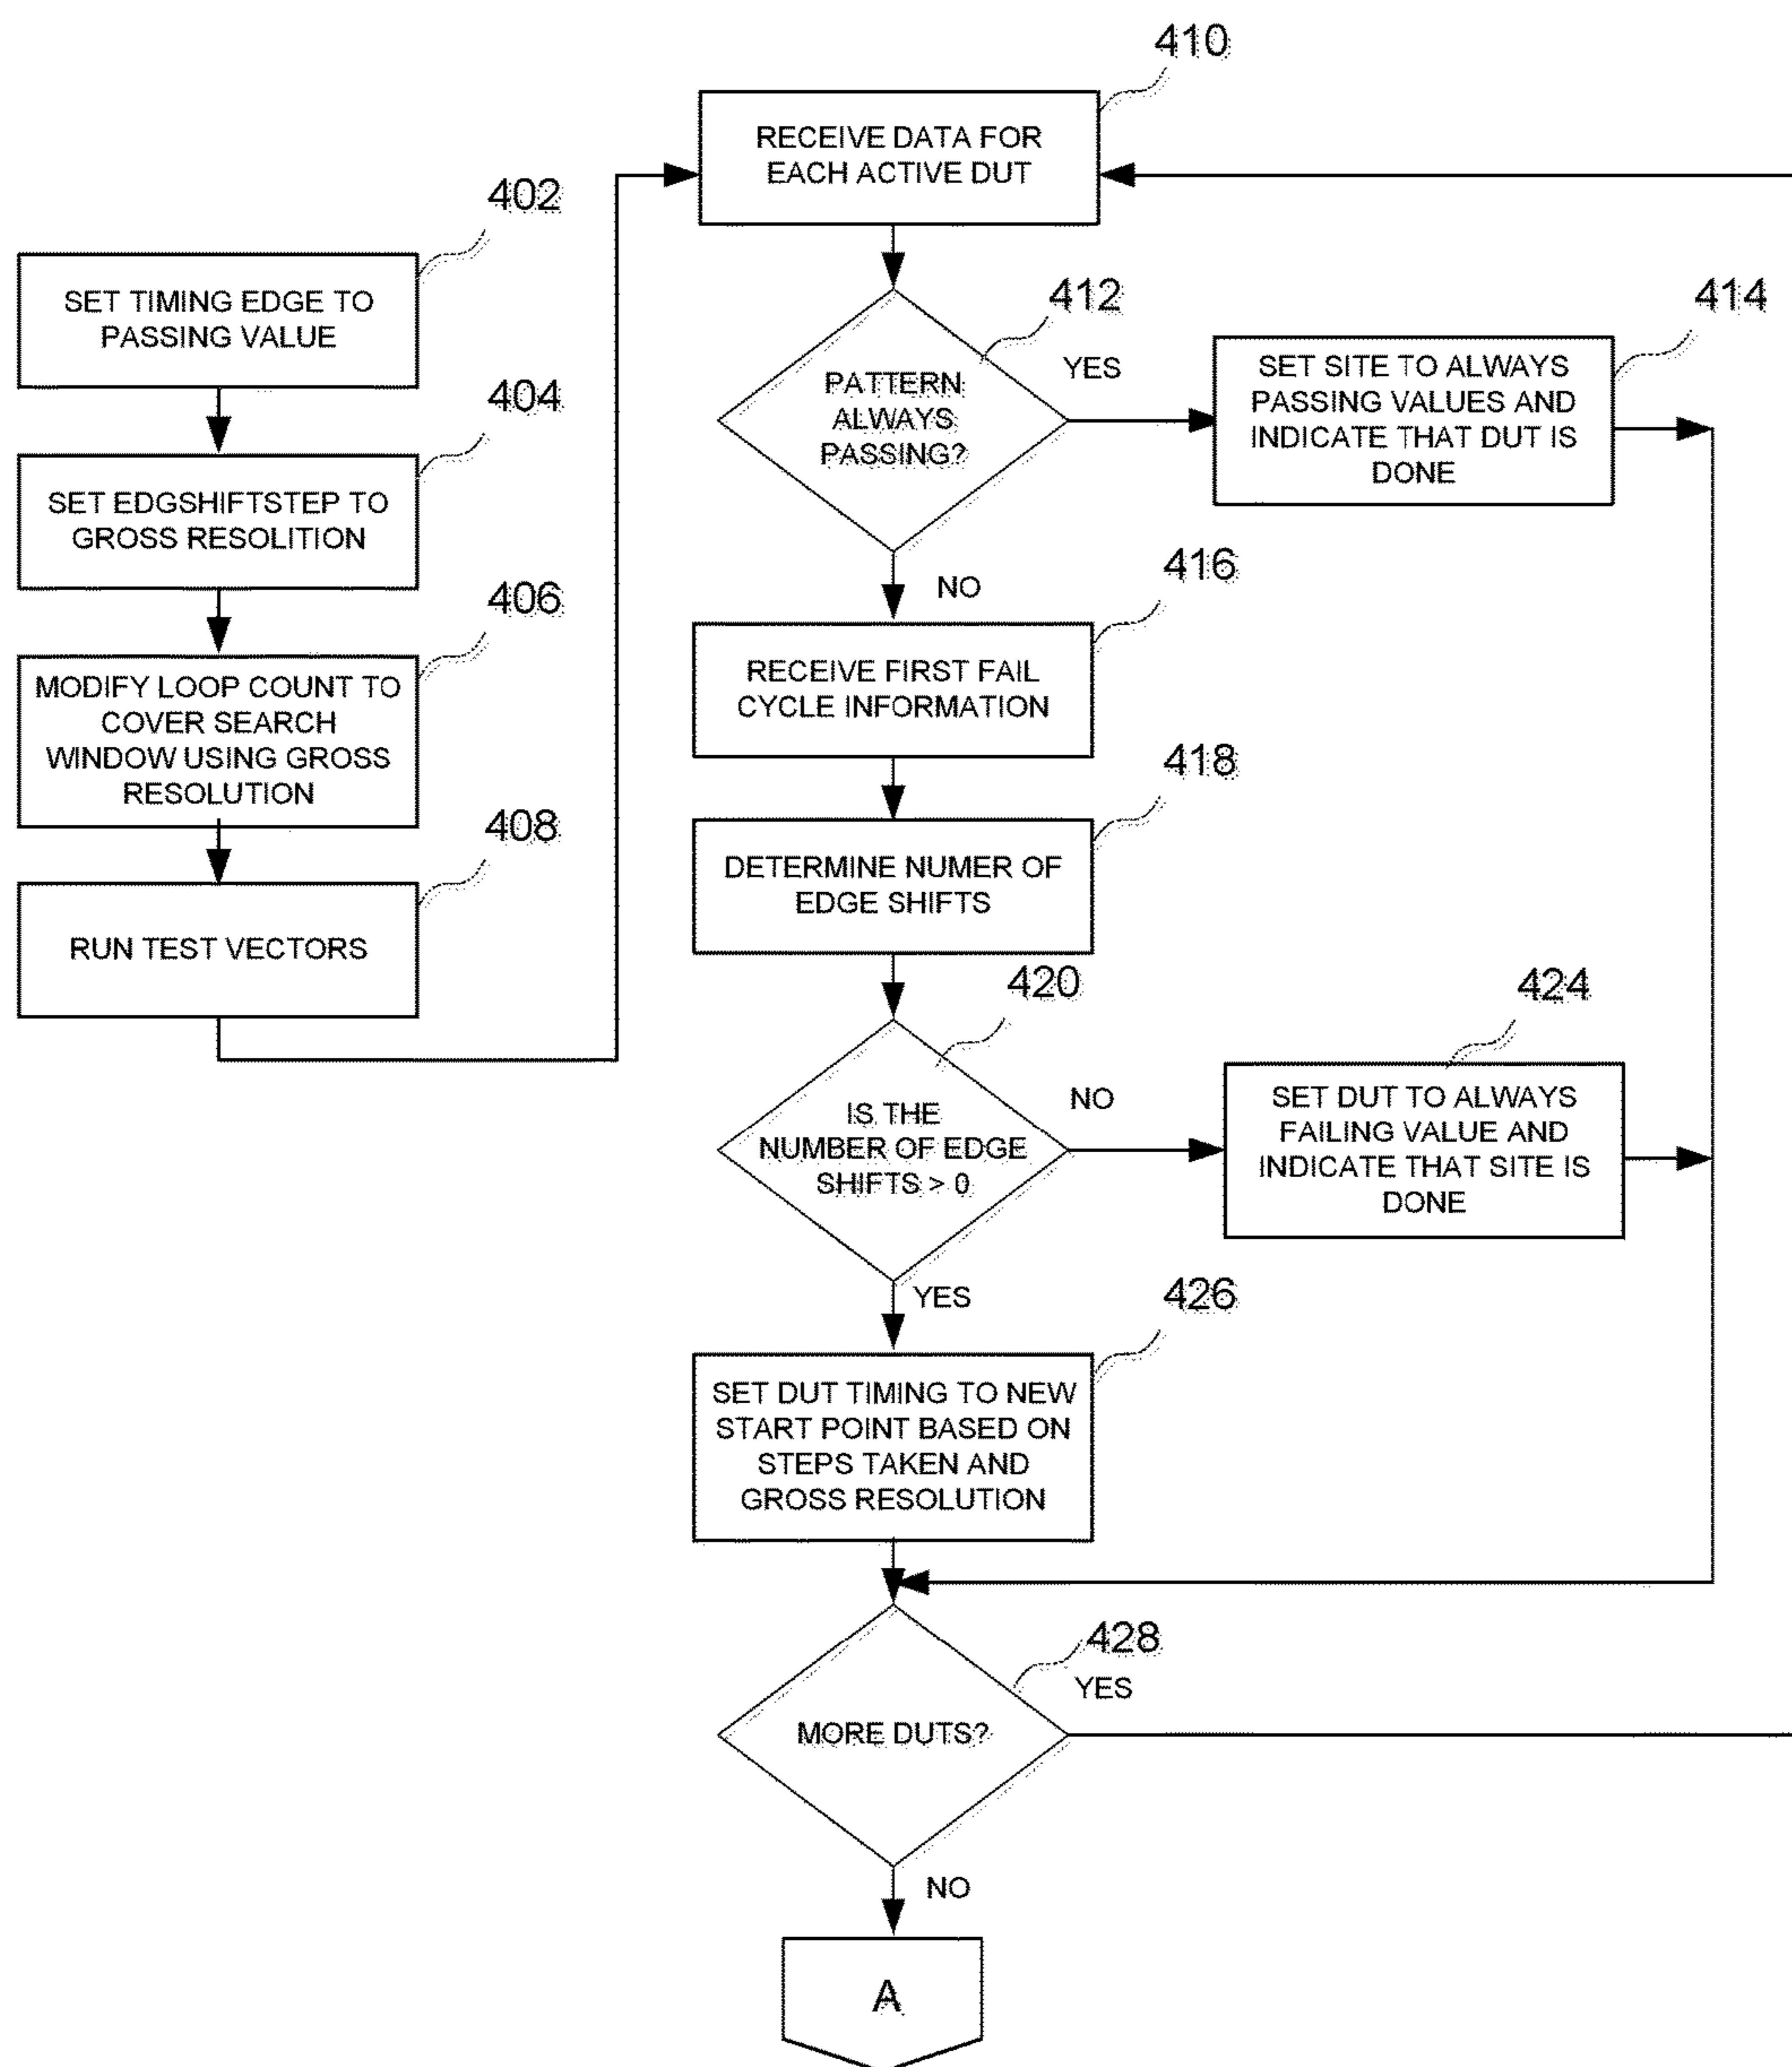 402
SET TIMING EDGE TO
PASSING VALUE
404
SET EDGSHIFTSTEP TO
GROSS RESOLITION
406
MODIFY LOOP COUNT TO
COVER SEARCH
WINDOW USING GROSS
RESOLUTION
408
RUN TEST VECTORS
410
RECEIVE DATA FOR
EACH ACTIVE DUT
412
PATTERN
ALWAYS
PASSING?
YES
414
SET SITE TO ALWAYS
PASSING VALUES AND
INDICATE THAT DUT IS
DONE
NO
416
RECEIVE FIRST FAIL
CYCLE INFORMATION
418
DETERMINE NUMER OF
EDGE SHIFTS
420
IS THE
NUMBER OF EDGE
SHIFTS > 0
NO
424
SET DUT TO ALWAYS
FAILING VALUE AND
INDICATE THAT SITE IS
DONE
YES
426
SET DUT TIMING TO NEW
START POINT BASED ON
STEPS TAKEN AND
GROSS RESOLUTION
428
YES
MORE DUTS?
NO
A